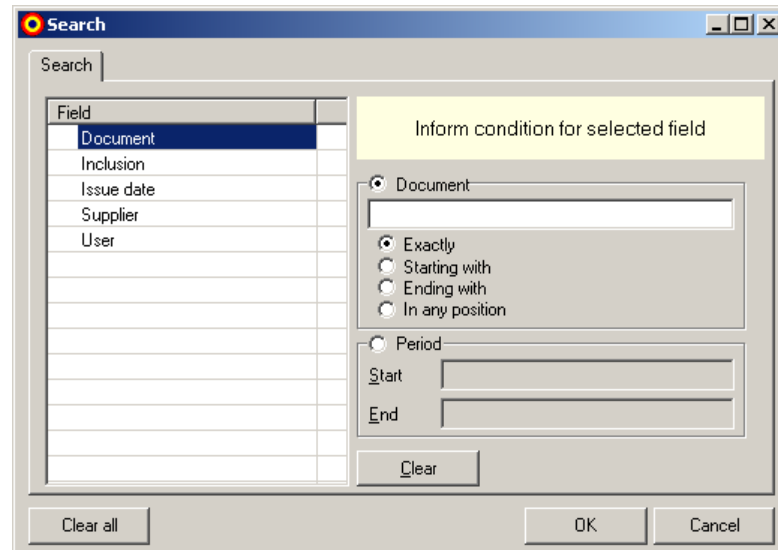 Search
Search
Field
Document
Inclusion
Issue date
Supplier
User
Inform condition for selected field
Document
Exactly
Starting with
Ending with
In any position
Period
Start
End
Clear
Clear all
OK
Cancel